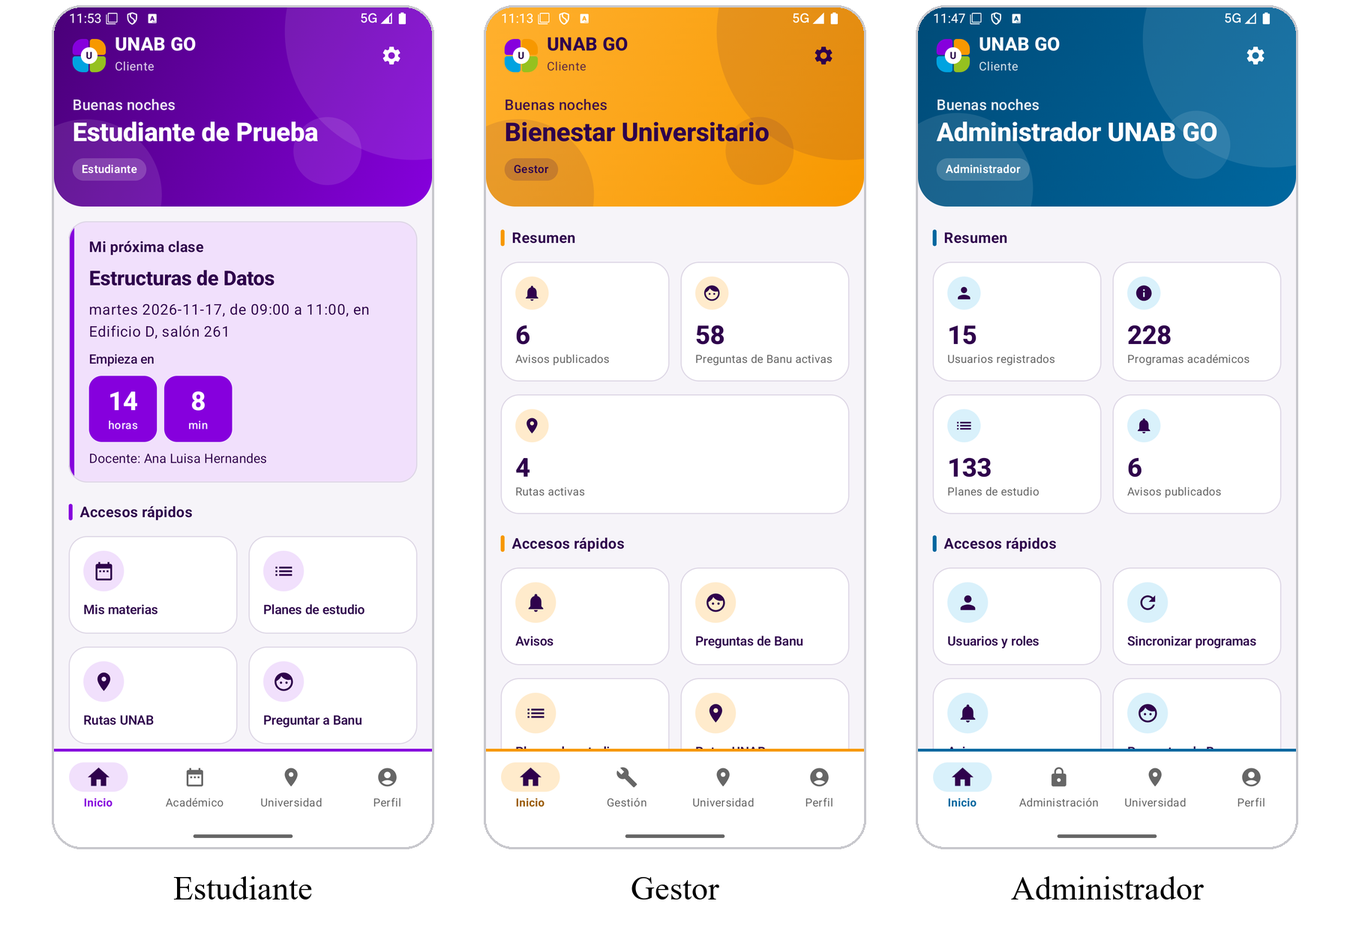 11:53
5G
UNAB GO
Cliente
Buenas noches
Estudiante de Prueba
Estudiante
Mi próxima clase
Estructuras de Datos
martes 2026-11-17, de 09:00 a 11:00, en
Edificio D, salón 261
Empieza en
14
horas
8
min
Docente: Ana Luisa Hernandes
Accesos rápidos
Mis materias
Planes de estudio
Rutas UNAB
Preguntar a Banu
Inicio
Académico
Universidad
Perfil
Estudiante
11:13
5G
UNAB GO
Cliente
Buenas noches
Bienestar Universitario
Gestor
Resumen
6
Avisos publicados
58
Preguntas de Banu activas
4
Rutas activas
Accesos rápidos
Avisos
Preguntas de Banu
Inicio
Gestión
Universidad
Perfil
Gestor
11:47
5G
UNAB GO
Cliente
Buenas noches
Administrador UNAB GO
Administrador
Resumen
15
Usuarios registrados
228
Programas académicos
133
Planes de estudio
6
Avisos publicados
Accesos rápidos
Usuarios y roles
Sincronizar programas
Inicio
Administración
Universidad
Perfil
Administrador